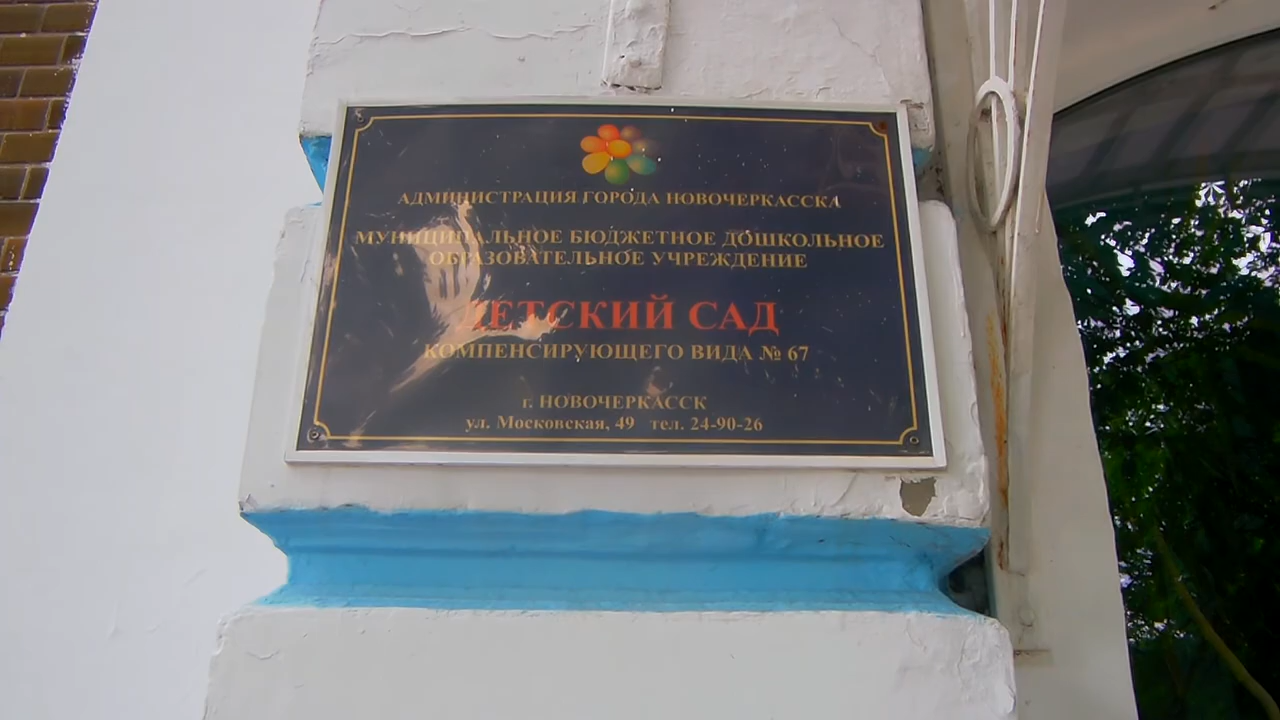 АДМИНИСТРАЦИЯ ГОРОДА НОВОЧЕРКАССКА
МУНИЦИПАЛЬНОЕ БЮДЖЕТНОЕ ДОШКОЛЬНОЕ
ОБРАЗОВАТЕЛЬНОЕ УЧРЕЖДЕНИЕ
ДЕТСКИЙ САД
КОМПЕНСИРУЮЩЕГО ВИДА № 67
г. НОВОЧЕРКАССК
ул. Московская, 49 тел. 24-90-26